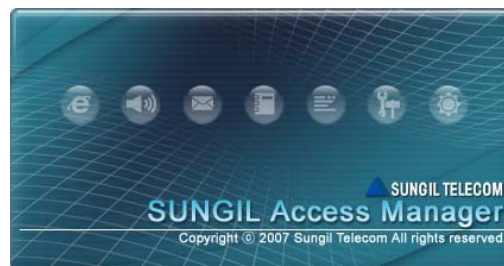 SUNGIL TELECOM
SUNGIL Access Manager
Copyright ⓒ 2007 Sungil Telecom All rights reserved